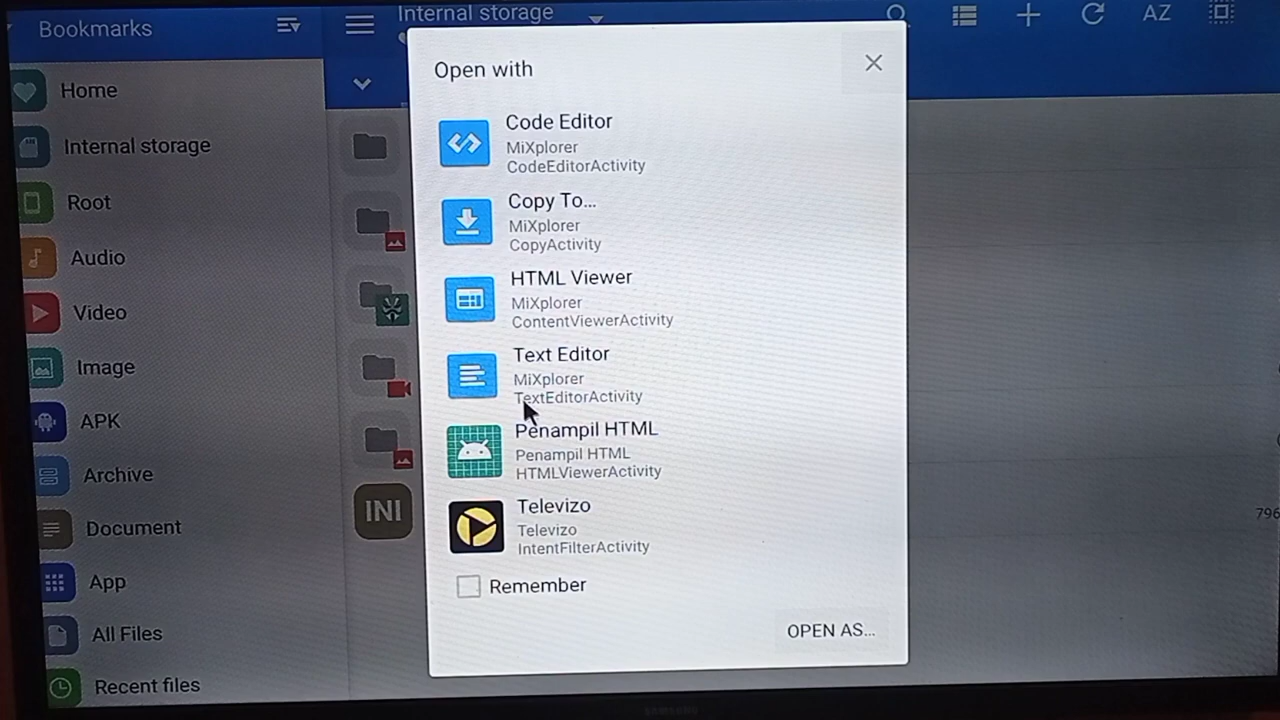 Bookmarks
Home
Internal storage
Root
Audio
Video
Image
APK
Archive
Document
App
All Files
Recent files
Internal storage
AZ
INI
796
Open with
Code Editor
MiXplorer
CodeEditorActivity
Copy To...
MiXplorer
CopyActivity
HTML Viewer
MiXplorer
ContentViewerActivity
Text Editor
MiXplorer
TextEditorActivity
Penampil HTML
Penampil HTML
HTMLViewerActivity
Televizo
Televizo
IntentFilterActivity
Remember
OPEN AS...
SAMSUNG